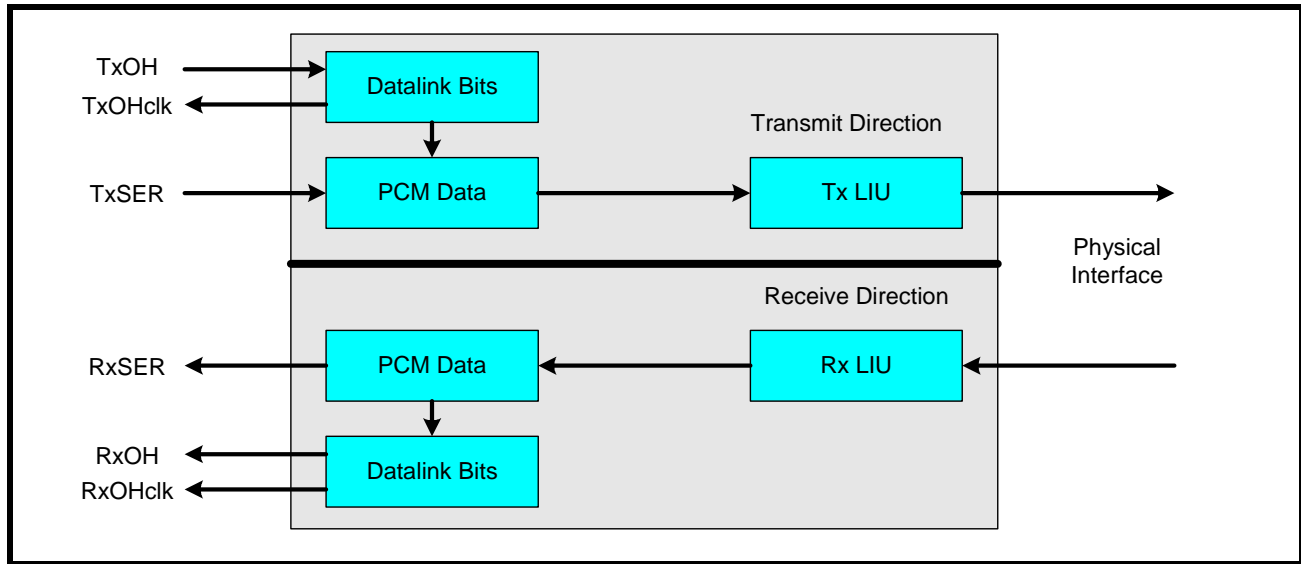 TxOH
TxOHclk
Datalink Bits
Transmit Direction
TxSER
PCM Data
Tx LIU
Physical
Interface
Receive Direction
RxSER
PCM Data
Rx LIU
RxOH
RxOHclk
Datalink Bits